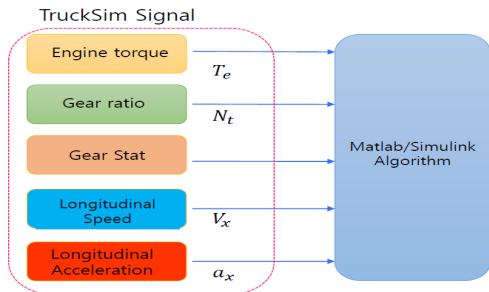 TruckSim Signal
Engine torque
T_e
Gear ratio
N_t
Gear Stat
Matlab/Simulink
Algorithm
Longitudinal
Speed
V_x
Longitudinal
Acceleration
a_x